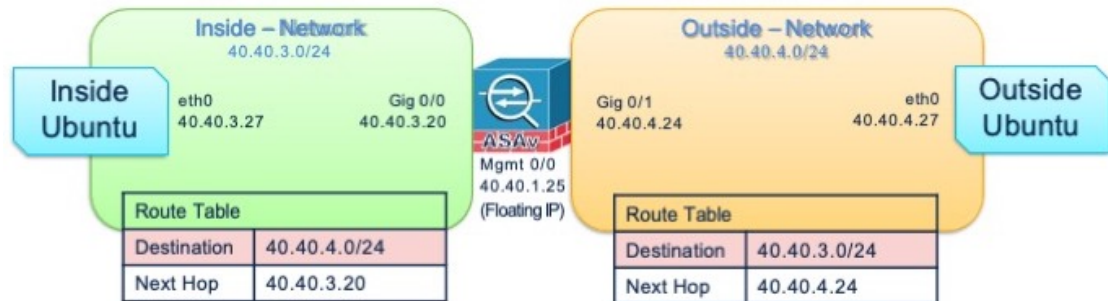 Inside – Network
40.40.3.0/24
Inside
Ubuntu
eth0
40.40.3.27
Gig 0/0
40.40.3.20
Route Table
Destination 40.40.4.0/24
Next Hop 40.40.3.20
ASAv
Mgmt 0/0
40.40.1.25
(Floating IP)
Outside – Network
40.40.4.0/24
Gig 0/1
40.40.4.24
eth0
40.40.4.27
Outside
Ubuntu
Route Table
Destination 40.40.3.0/24
Next Hop 40.40.4.24